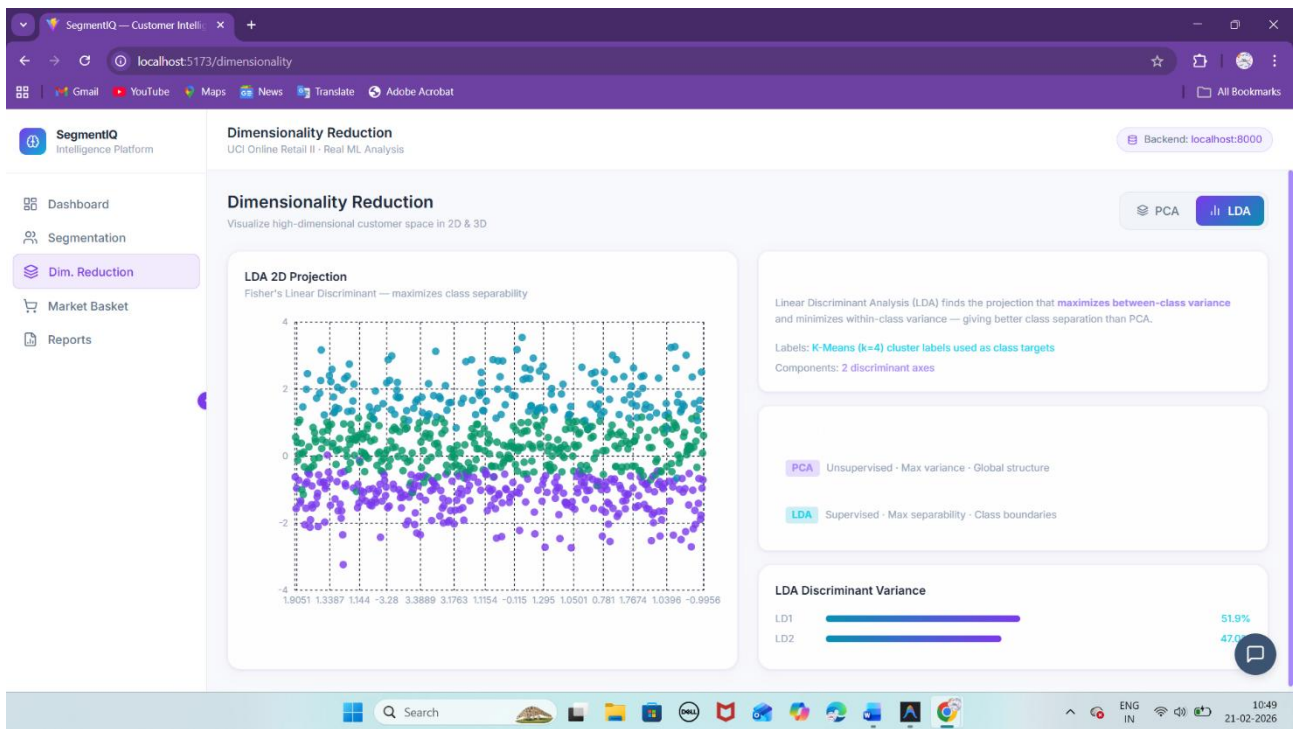 SegmentIQ — Customer Intellig
localhost:5173/dimensionality
Gmail YouTube Maps News Translate Adobe Acrobat All Bookmarks
SegmentIQ
Intelligence Platform
Dimensionality Reduction
UCI Online Retail II · Real ML Analysis
Backend: localhost:8000
Dashboard
Segmentation
Dim. Reduction
Market Basket
Reports
Dimensionality Reduction
Visualize high-dimensional customer space in 2D & 3D
PCA LDA
LDA 2D Projection
Fisher's Linear Discriminant — maximizes class separability
4
2
0
-2
-4
1.9051 1.3387 1.144 -3.28 3.3889 3.1763 1.1154 -0.115 1.295 1.0501 0.781 1.7674 1.0396 -0.9956
Linear Discriminant Analysis (LDA) finds the projection that maximizes between-class variance
and minimizes within-class variance — giving better class separation than PCA.
Labels: K-Means (k=4) cluster labels used as class targets
Components: 2 discriminant axes
PCA Unsupervised · Max variance · Global structure
LDA Supervised · Max separability · Class boundaries
LDA Discriminant Variance
LD1 51.9%
LD2
Search
DELL
ENG
IN
10:49
21-02-2026